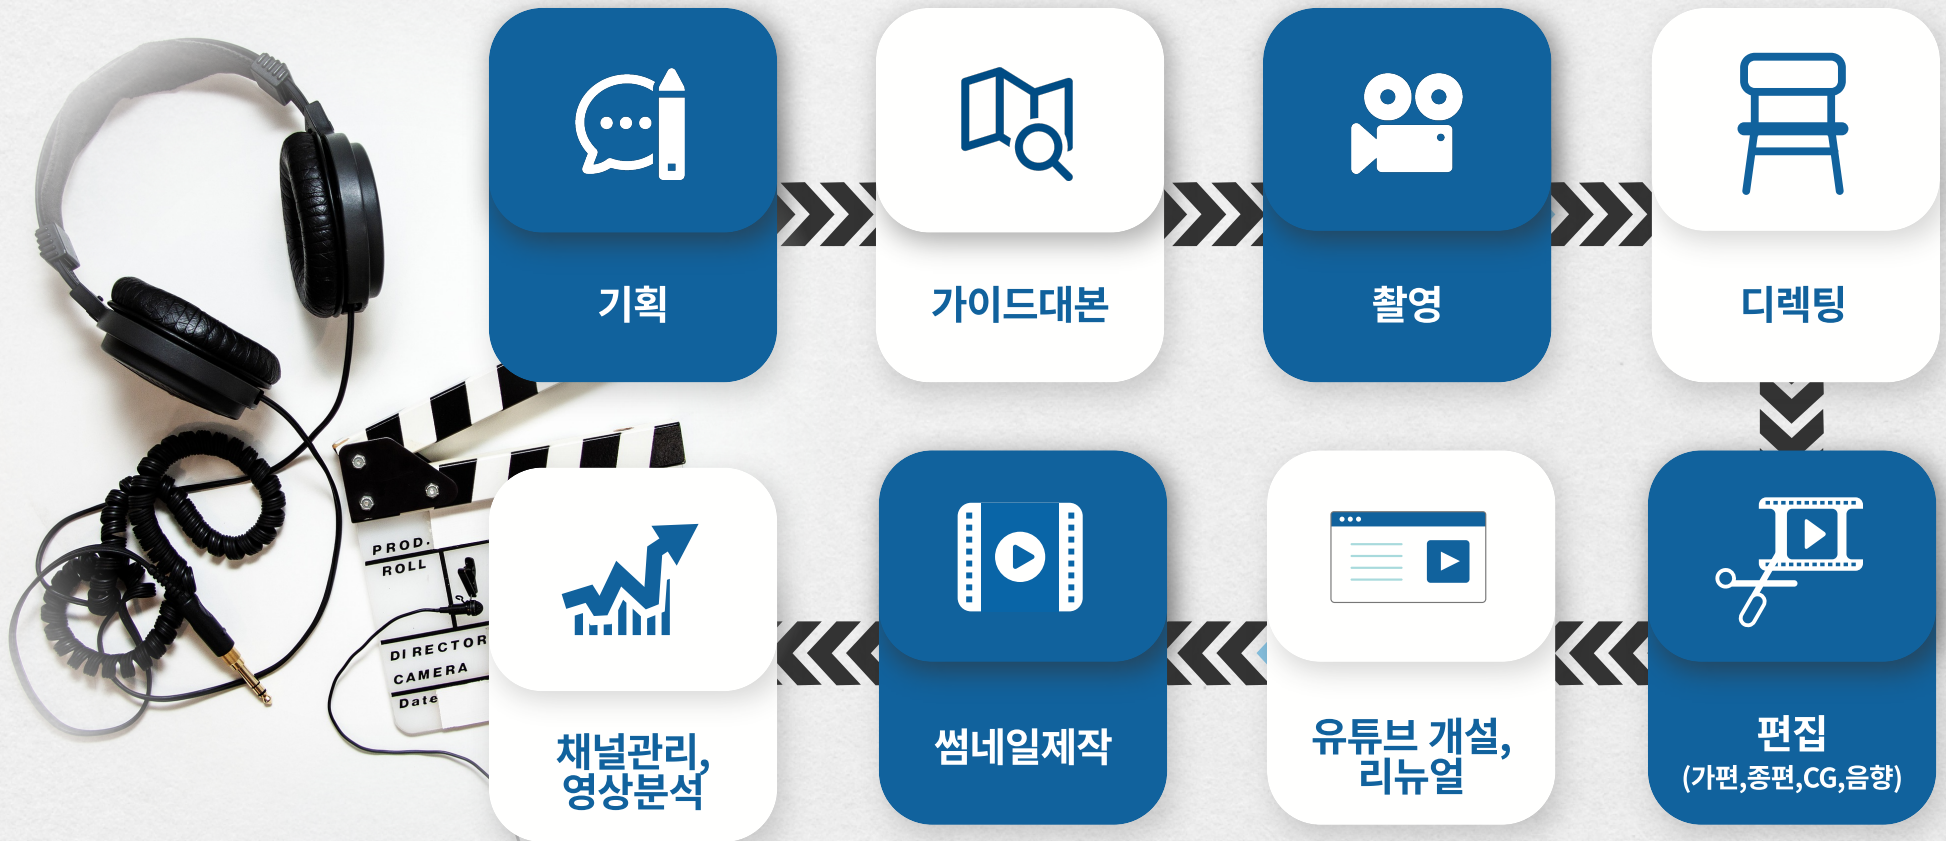 기획
가이드대본
촬영
디렉팅
편집
(가편,종편,CG,음향)
유튜브 개설,
리뉴얼
썸네일제작
채널관리,
영상분석
PROD.
ROLL
DIRECTOR
CAMERA
Date